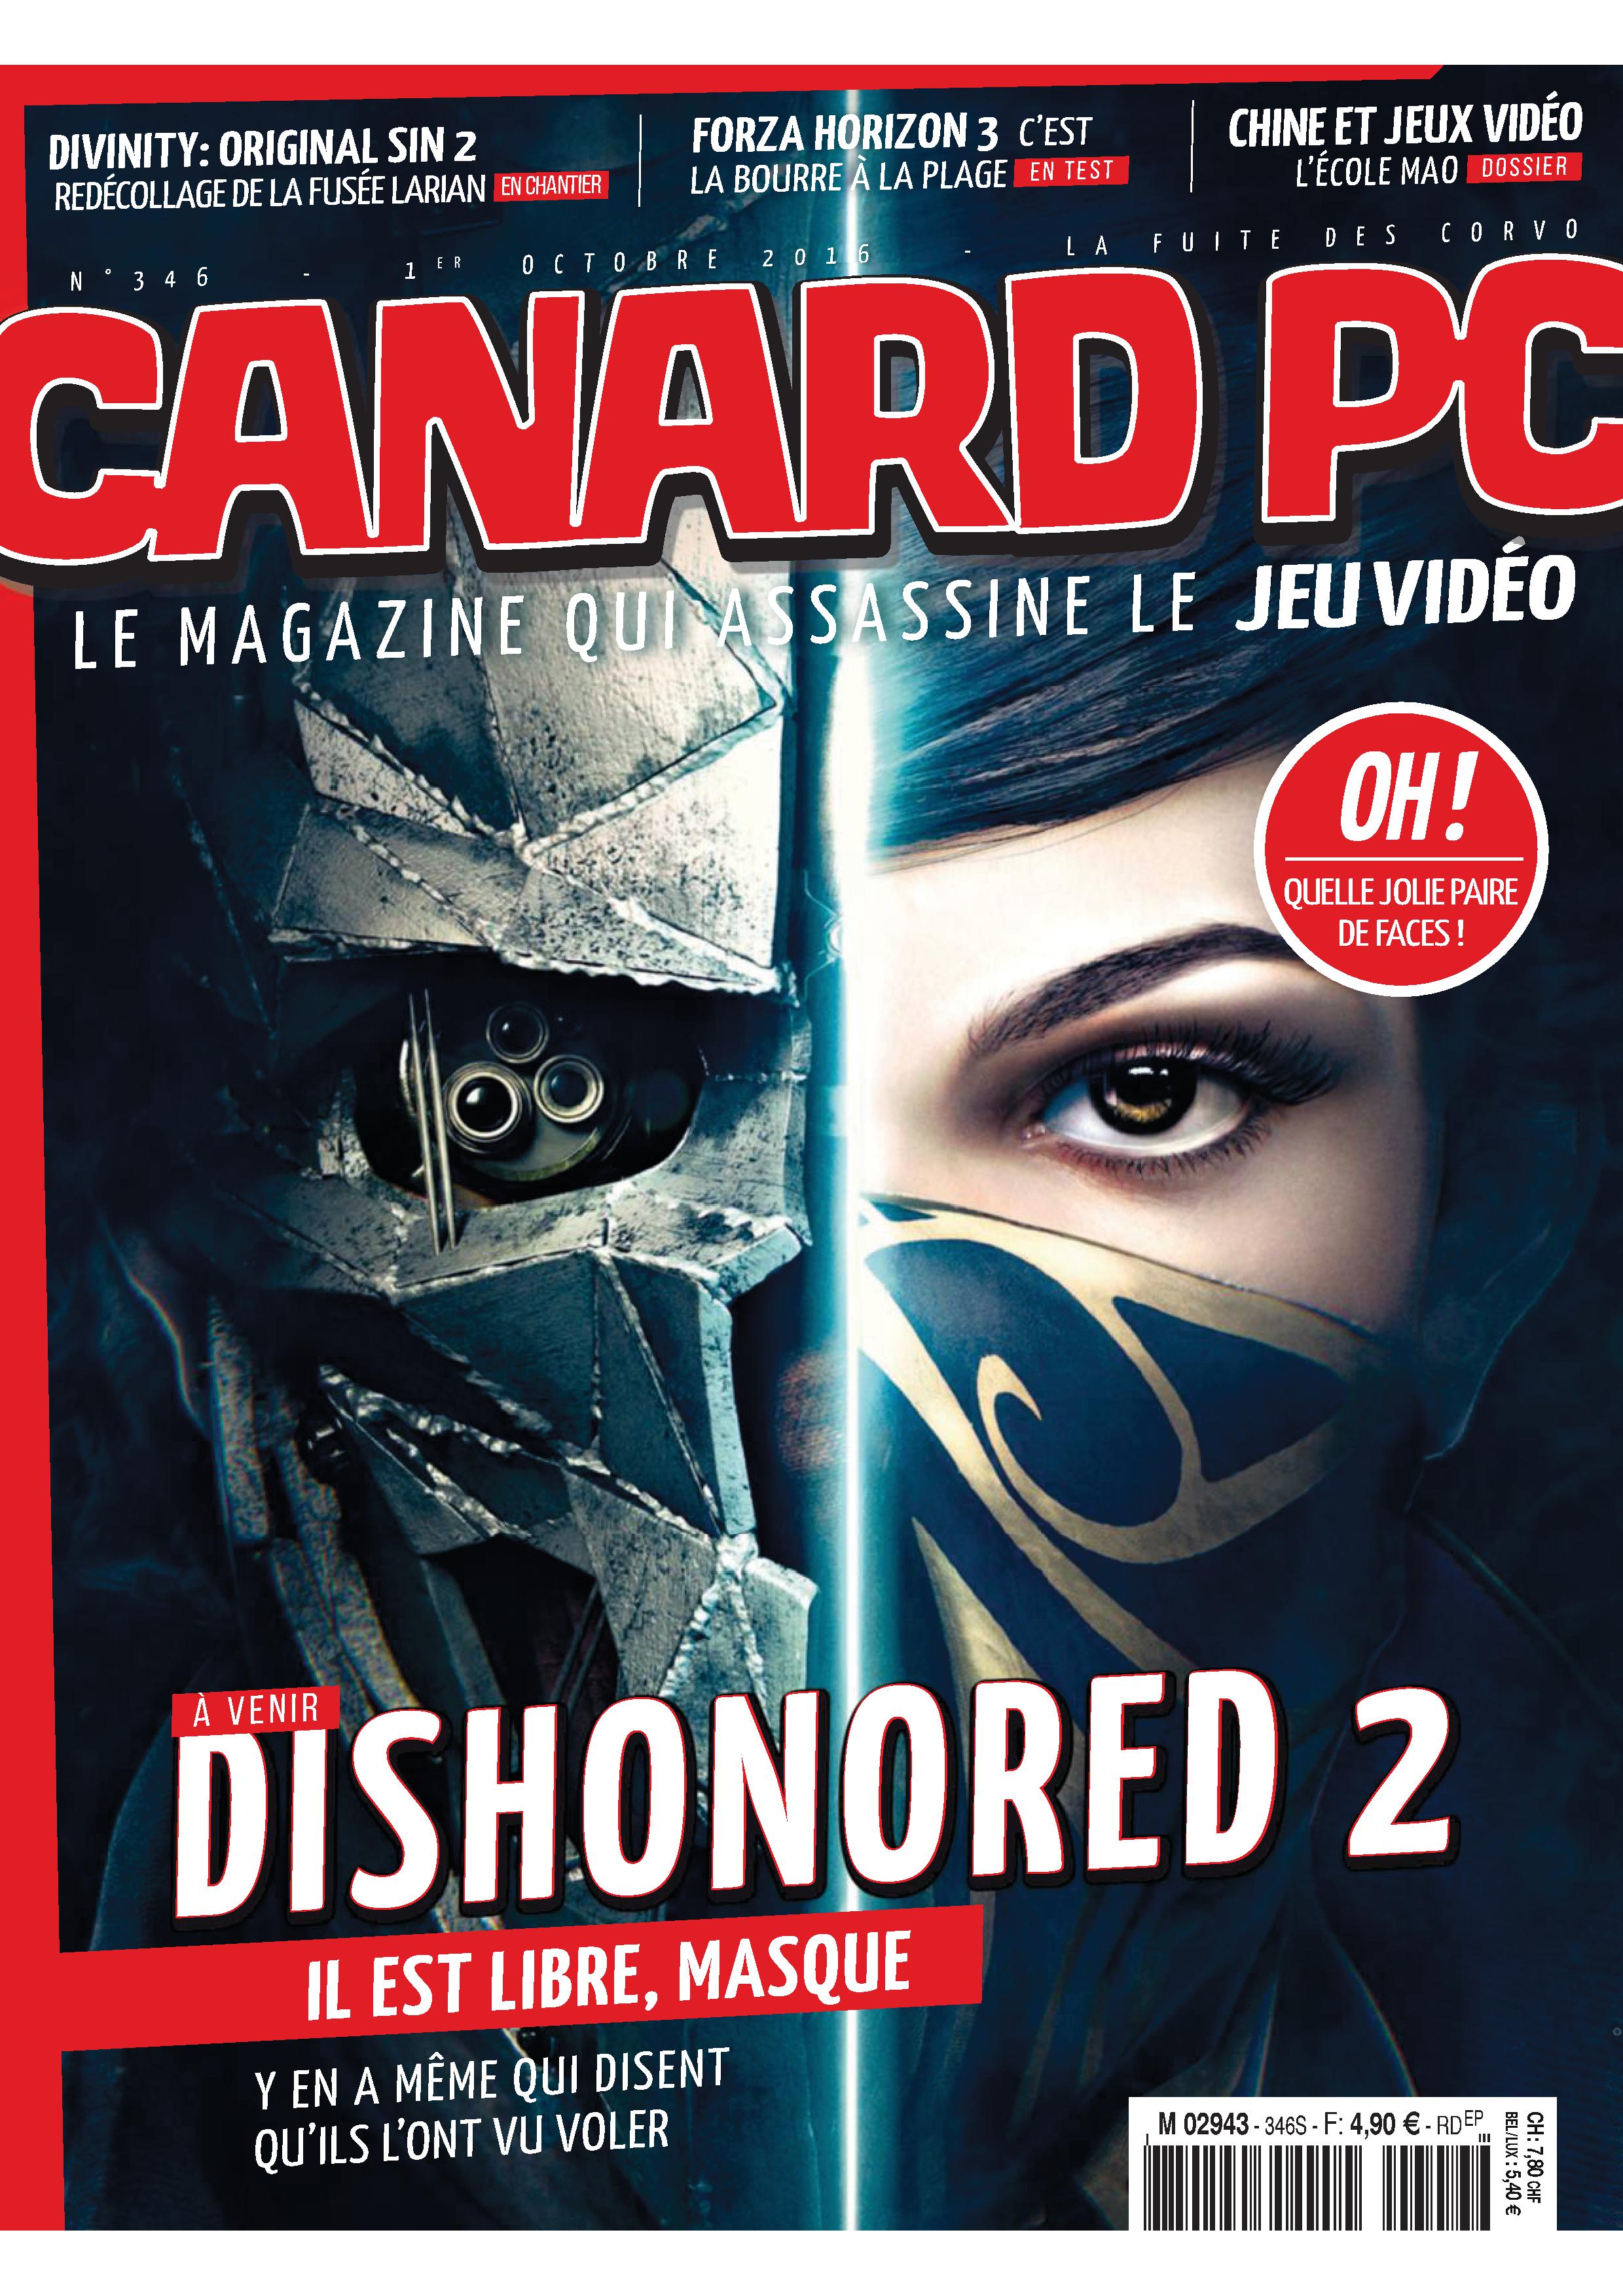 DIVINITY: ORIGINAL SIN 2
REDÉCOLLAGE DE LA FUSÉE LARIAN EN CHANTIER
FORZA HORIZON 3 C'EST
LA BOURRE À LA PLAGE EN TEST
CHINE ET JEUX VIDÉO
L'ÉCOLE MAO DOSSIER
N°346 - 1ER OCTOBRE 2016 - LA FUITE DES CORVO
CANARD PC
LE MAGAZINE QUI ASSASSINE LE JEU VIDÉO
OH !
QUELLE JOLIE PAIRE
DE FACES !
À VENIR
DISHONORED 2
IL EST LIBRE, MASQUE
Y EN A MÊME QUI DISENT
QU'ILS L'ONT VU VOLER
M 02943 - 346S - F: 4,90 € - RD EP
CH : 7,80 CHF
BEL/LUX : 5,40 €